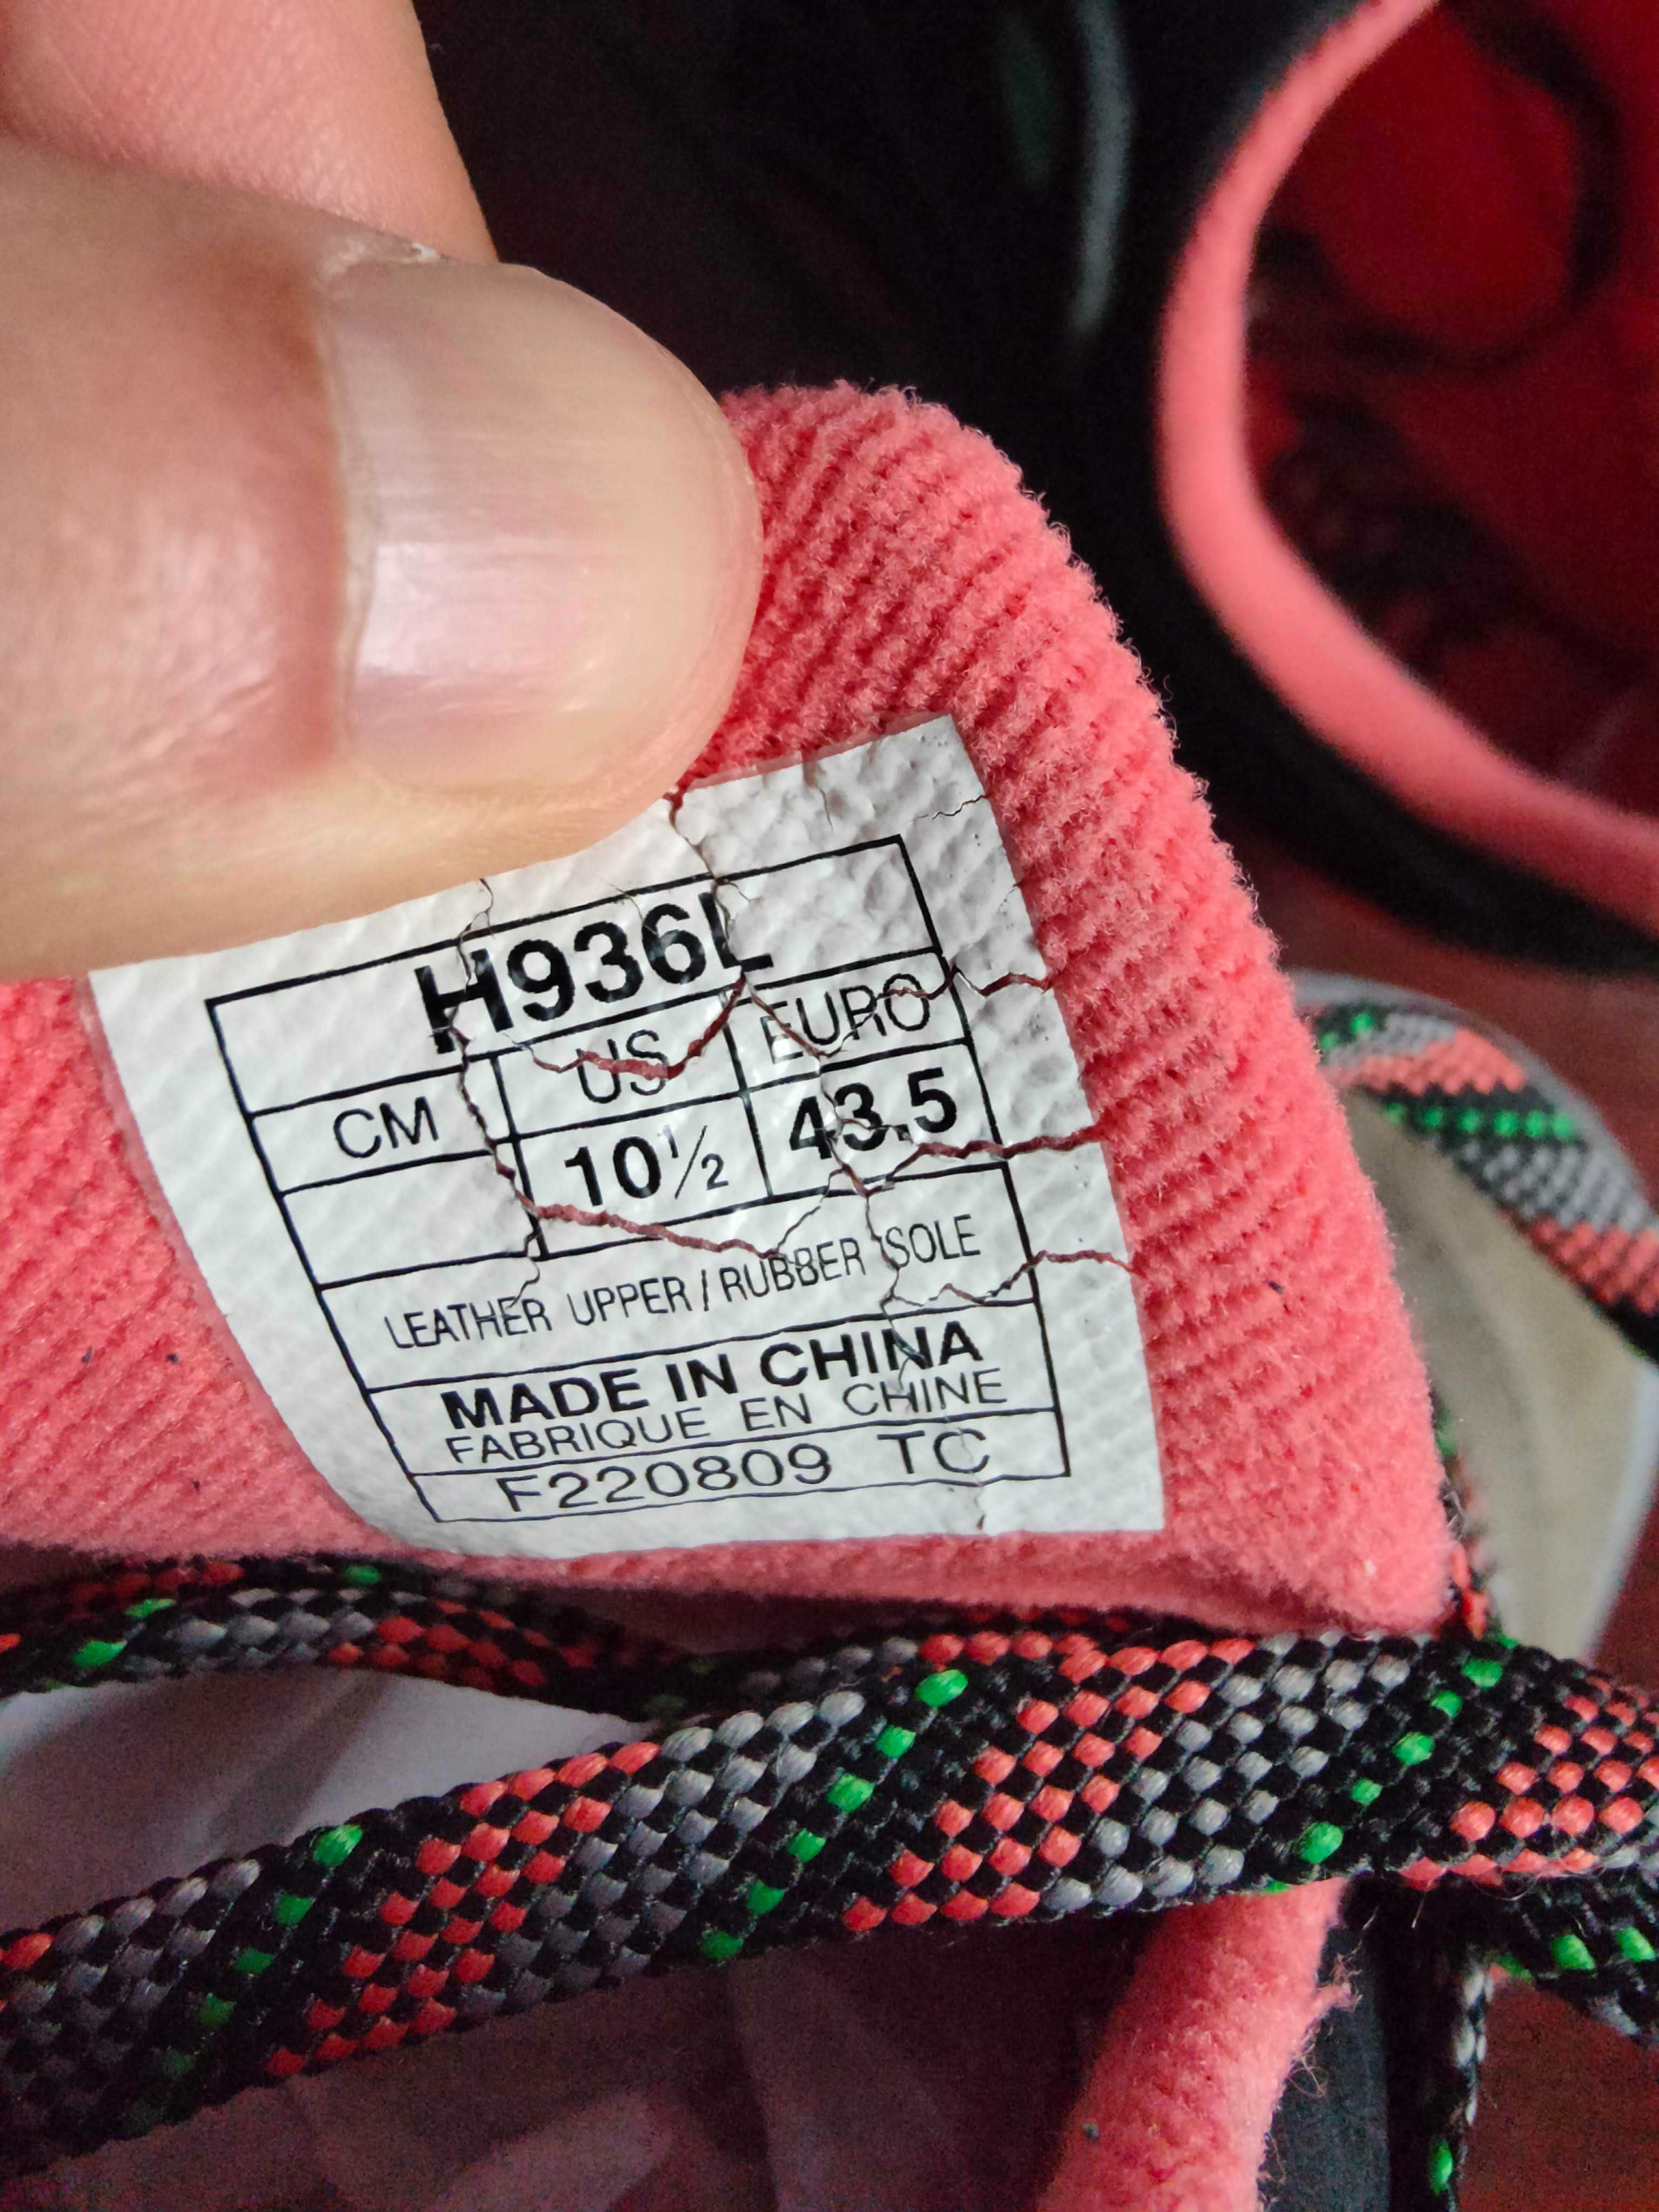 H936L
CM US EURO
10½ 43.5
LEATHER UPPER / RUBBER SOLE
MADE IN CHINA
FABRIQUE EN CHINE
F220809 TC